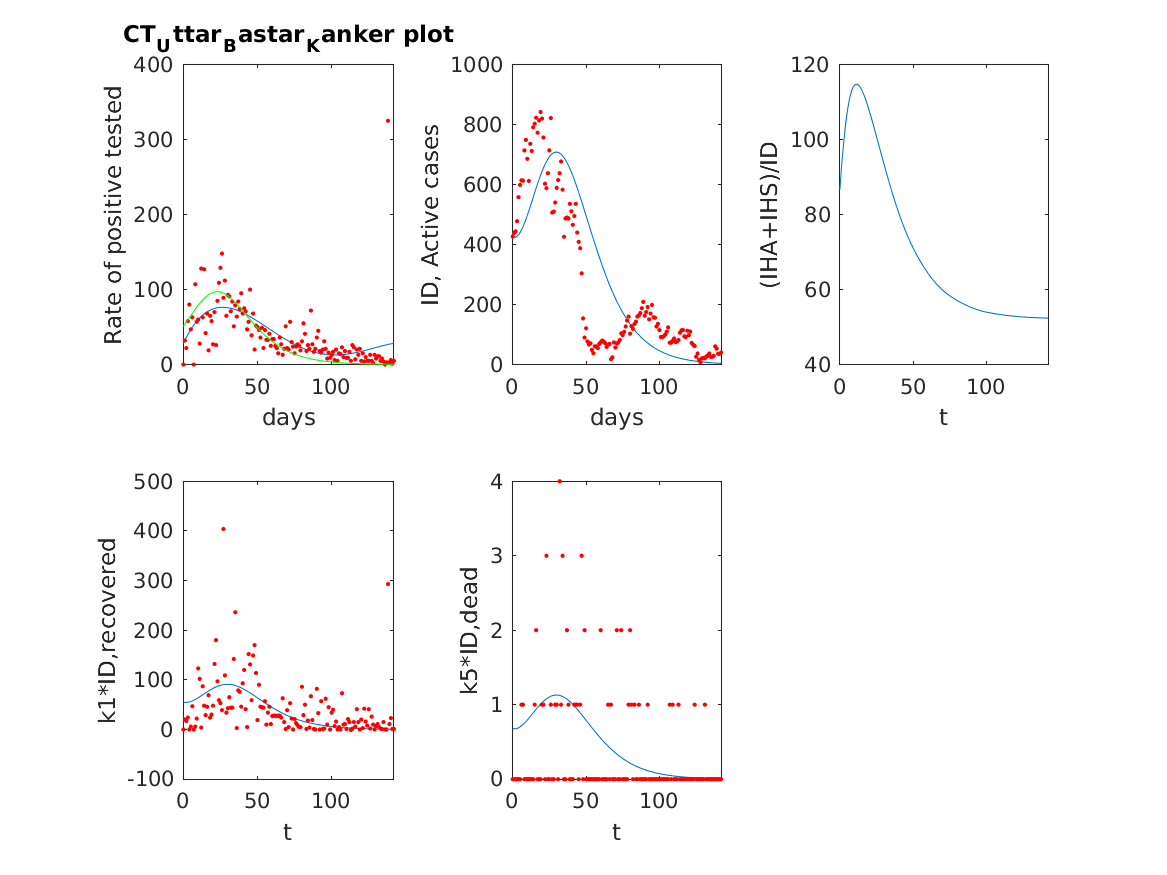 CTUttarBastarKanker plot
400
300
200
100
0
0 50 100
Rate of positive tested
days
1000
800
600
400
200
0
0 50 100
ID, Active cases
days
120
100
80
60
40
0 50 100
(IHA+IHS)/ID
t
500
400
300
200
100
0
-100
0 50 100
k1*ID,recovered
t
4
3
2
1
0
0 50 100
k5*ID,dead
t